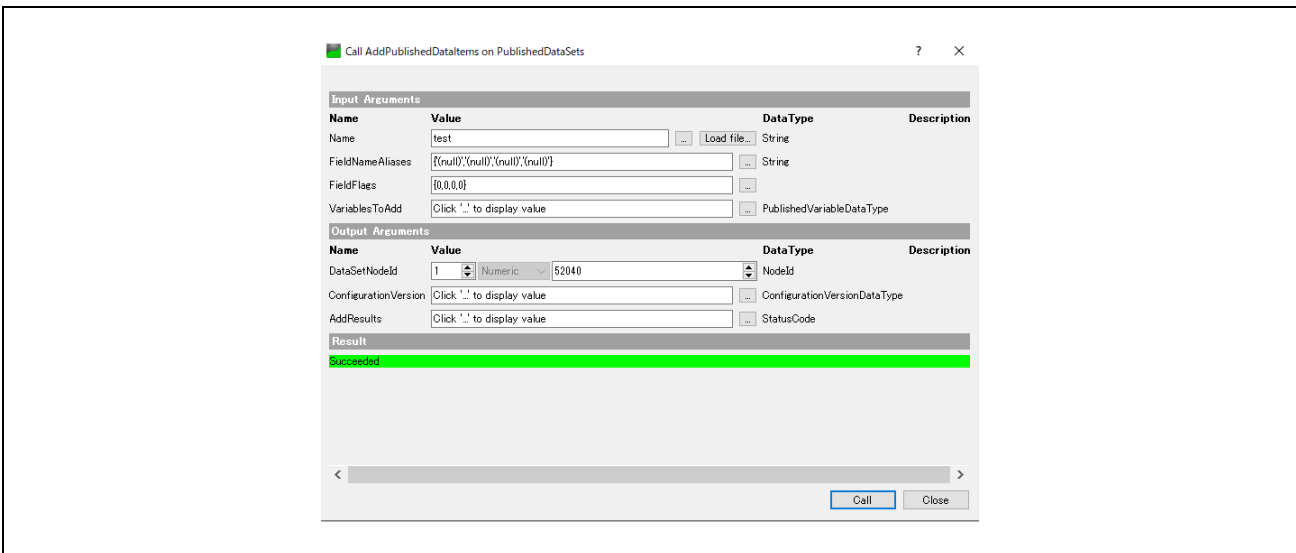 Call AddPublishedDataItems on PublishedDataSets ? ×
Input Arguments
Name Value DataType Description
Name test ... Load file... String
FieldNameAliases {'(null)','(null)','(null)','(null)'} ... String
FieldFlags {0,0,0,0} ...
VariablesToAdd Click '...' to display value ... PublishedVariableDataType
Output Arguments
Name Value DataType Description
DataSetNodeId 1 Numeric 52040 NodeId
ConfigurationVersion Click '...' to display value ... ConfigurationVersionDataType
AddResults Click '...' to display value ... StatusCode
Result
Succeeded
Call Close